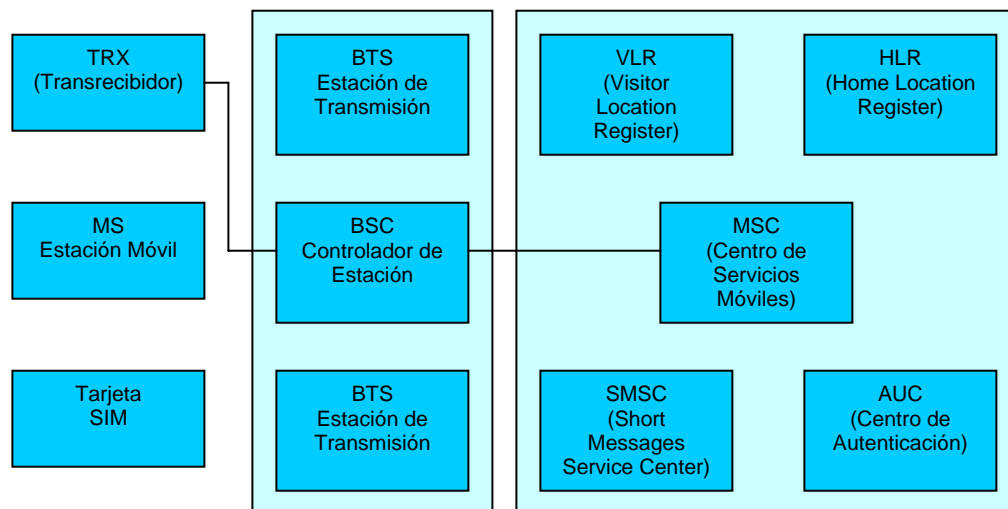 TRX
(Transrecibidor)
BTS
Estación de
Transmisión
VLR
(Visitor
Location
Register)
HLR
(Home Location
Register)
MS
Estación Móvil
BSC
Controlador de
Estación
MSC
(Centro de
Servicios
Móviles)
Tarjeta
SIM
BTS
Estación de
Transmisión
SMSC
(Short
Messages
Service Center)
AUC
(Centro de
Autenticación)